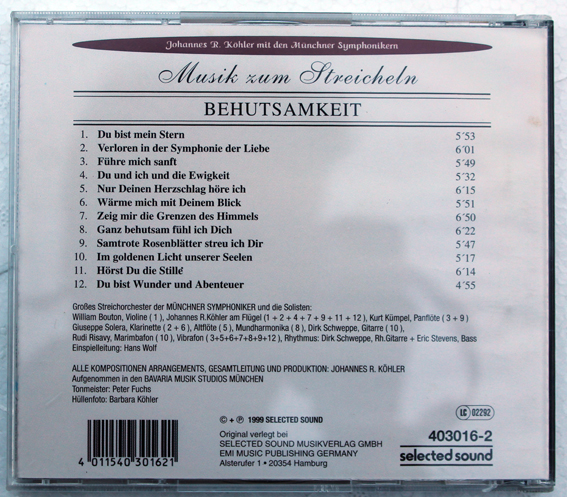 Johannes R. Köhler mit den Münchner Symphonikern
Musik zum Streicheln
BEHUTSAMKEIT
1. Du bist mein Stern 5´53
2. Verloren in der Symphonie der Liebe 6´01
3. Führe mich sanft 5´49
4. Du und ich und die Ewigkeit 5´32
5. Nur Deinen Herzschlag höre ich 6´15
6. Wärme mich mit Deinem Blick 5´51
7. Zeig mir die Grenzen des Himmels 6´50
8. Ganz behutsam fühl ich Dich 6´22
9. Samtrote Rosenblätter streu ich Dir 5´47
10. Im goldenen Licht unserer Seelen 5´17
11. Hörst Du die Stille 6´14
12. Du bist Wunder und Abenteuer 4´55
Großes Streichorchester der MÜNCHNER SYMPHONIKER und die Solisten:
William Bouton, Violine ( 1 ) , Johannes R.Köhler am Flügel (1 + 2 + 4 + 7 + 9 + 11 + 12 ) , Kurt Kümpel, Panflöte ( 3 + 9 )
Giuseppe Solera, Klarinette ( 2 + 6 ) , Altflöte ( 5 ) , Mundharmonika ( 8 ) , Dirk Schweppe, Gitarre ( 10 ) ,
Rudi Risavy, Marimbafon ( 10 ) , Vibrafon ( 3+5+6+7+8+9+12 ) , Rhythmus: Dirk Schweppe, Rh.Gitarre + Eric Stevens, Bass
Einspielleitung: Hans Wolf
ALLE KOMPOSITIONEN ARRANGEMENTS, GESAMTLEITUNG UND PRODUKTION: JOHANNES R. KÖHLER
Aufgenommen in den BAVARIA MUSIK STUDIOS MÜNCHEN
Tonmeister: Peter Fuchs
Hüllenfoto: Barbara Köhler
LC 02292
© + ℗ 1999 SELECTED SOUND
403016-2
Original verlegt bei
SELECTED SOUND MUSIKVERLAG GMBH
EMI MUSIC PUBLISHING GERMANY
Alsterufer 1 • 20354 Hamburg
selected sound
4 011540 301621